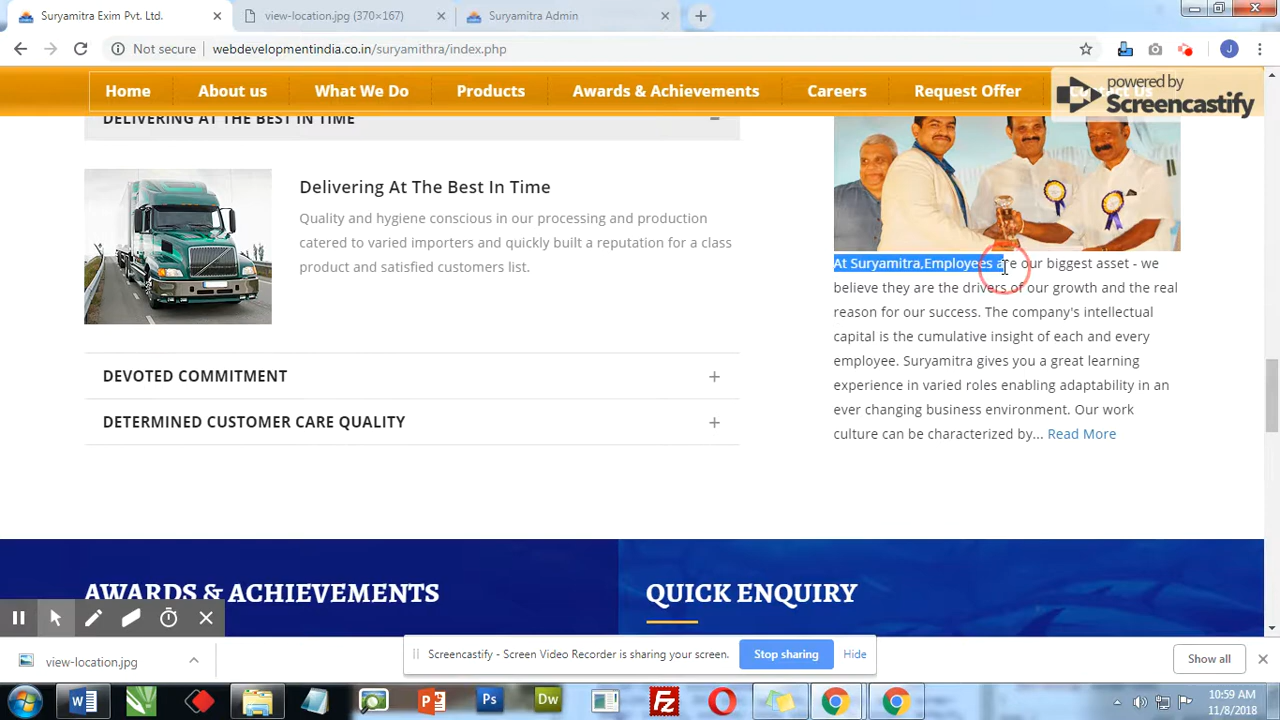 Suryamitra Exim Pvt. Ltd.
view-location.jpg (370×167)
Suryamitra Admin
Not secure
webdevelopmentindia.co.in/suryamithra/index.php
J
Home
About us
What We Do
Products
Awards & Achievements
Careers
Request Offer
Contact Us
powered by
Screencastify
DELIVERING AT THE BEST IN TIME
Delivering At The Best In Time
Quality and hygiene conscious in our processing and production
catered to varied importers and quickly built a reputation for a class
product and satisfied customers list.
DEVOTED COMMITMENT
DETERMINED CUSTOMER CARE QUALITY
At Suryamitra,Employees are our biggest asset - we
believe they are the drivers of our growth and the real
reason for our success. The company's intellectual
capital is the cumulative insight of each and every
employee. Suryamitra gives you a great learning
experience in varied roles enabling adaptability in an
ever changing business environment. Our work
culture can be characterized by... Read More
AWARDS & ACHIEVEMENTS
QUICK ENQUIRY
Screencastify - Screen Video Recorder is sharing your screen.
Stop sharing
Hide
view-location.jpg
Show all
W
P
Ps
Dw
Fz
10:59 AM
11/8/2018